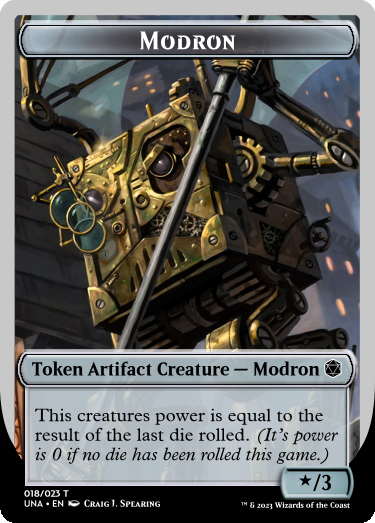 Modron
Token Artifact Creature — Modron
This creatures power is equal to the
result of the last die rolled. (It's power
is 0 if no die has been rolled this game.)
★/3
018/023 T
UNA • EN Craig J. Spearing
™ & 2023 Wizards of the Coast